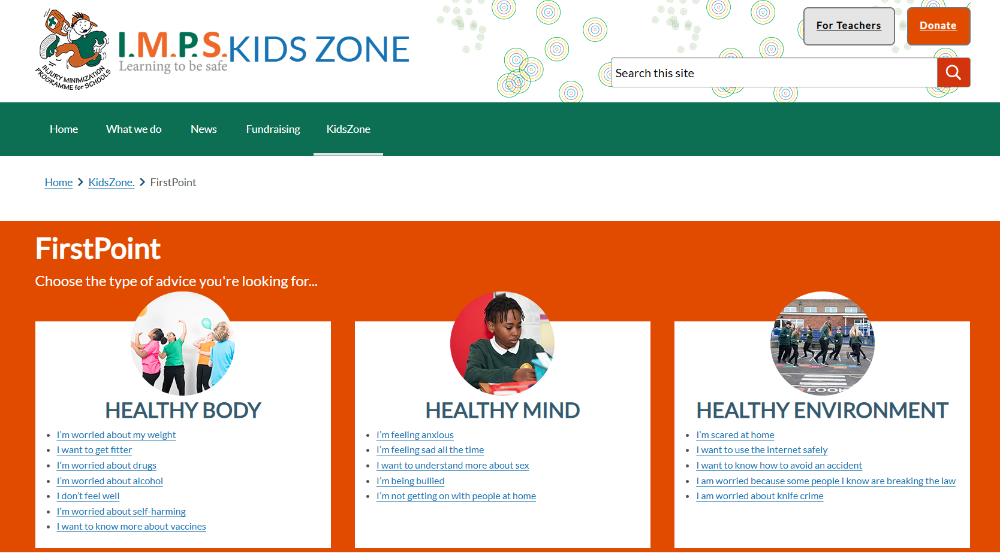 INJURY MINIMIZATION
PROGRAMME for SCHOOLS
I.M.P.S.
Learning to be safe
KIDS ZONE
For Teachers
Donate
Search this site
Home
What we do
News
Fundraising
KidsZone
Home > KidsZone. > FirstPoint
FirstPoint
Choose the type of advice you're looking for...
HEALTHY BODY
• I’m worried about my weight
• I want to get fitter
• I’m worried about drugs
• I’m worried about alcohol
• I don’t feel well
• I’m worried about self-harming
• I want to know more about vaccines
HEALTHY MIND
• I’m feeling anxious
• I’m feeling sad all the time
• I want to understand more about sex
• I’m being bullied
• I’m not getting on with people at home
LOOK
HEALTHY ENVIRONMENT
• I’m scared at home
• I want to use the internet safely
• I want to know how to avoid an accident
• I am worried because some people I know are breaking the law
• I am worried about knife crime